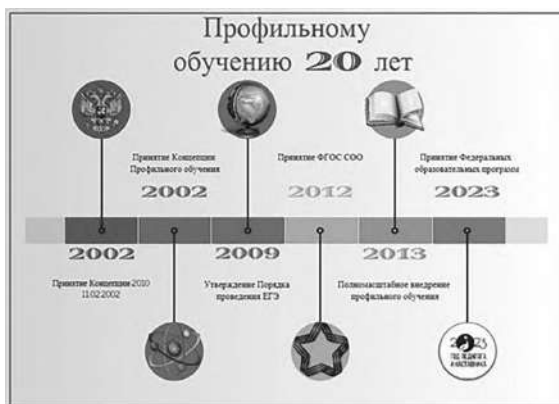 Профильному
обучению 20 лет
Принятие Концепции
Профильного обучения
2002
Принятие ФГОС СОО
2012
Принятие Федеральных
образовательных программ
2023
2002
Принятие Концепции-2010
11.02.2002
2009
Утверждение Порядка
проведения ЕГЭ
2013
Полномасштабное внедрение
профильного обучения
2023
ГОД ПЕДАГОГА
И НАСТАВНИКА